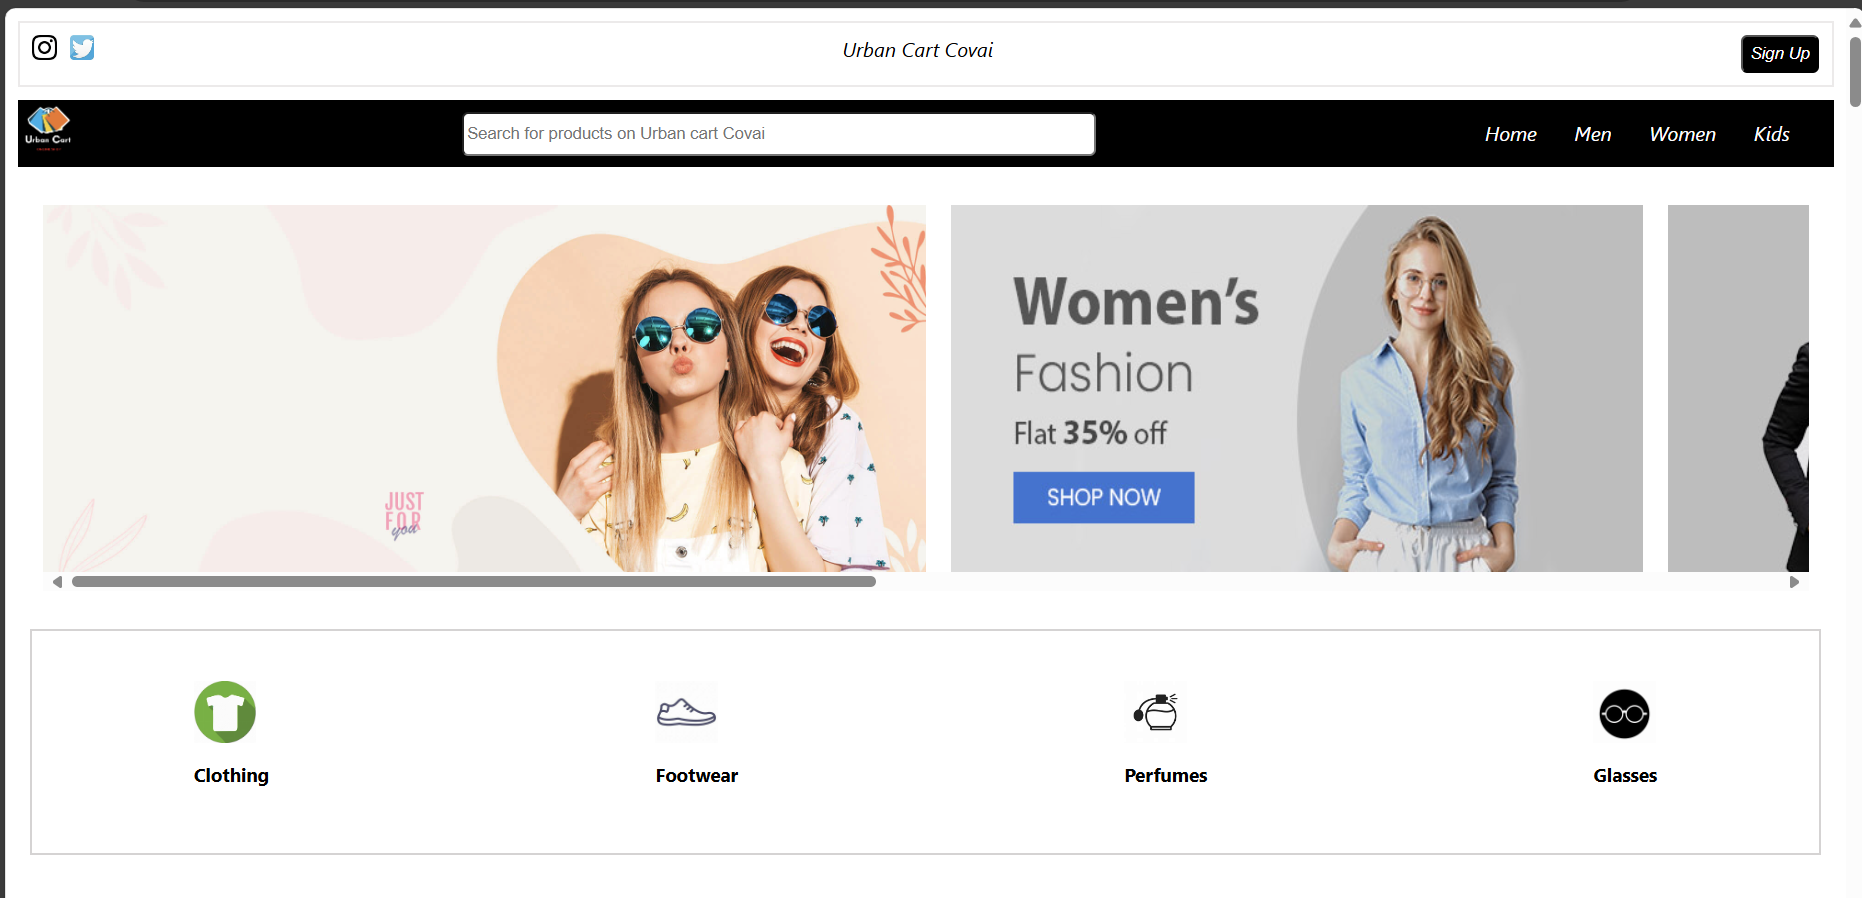 Urban Cart Covai
Sign Up
Urban Cart
Search for products on Urban cart Covai
Home Men Women Kids
JUST
FOR
you
Women's
Fashion
Flat 35% off
SHOP NOW
Clothing Footwear Perfumes Glasses